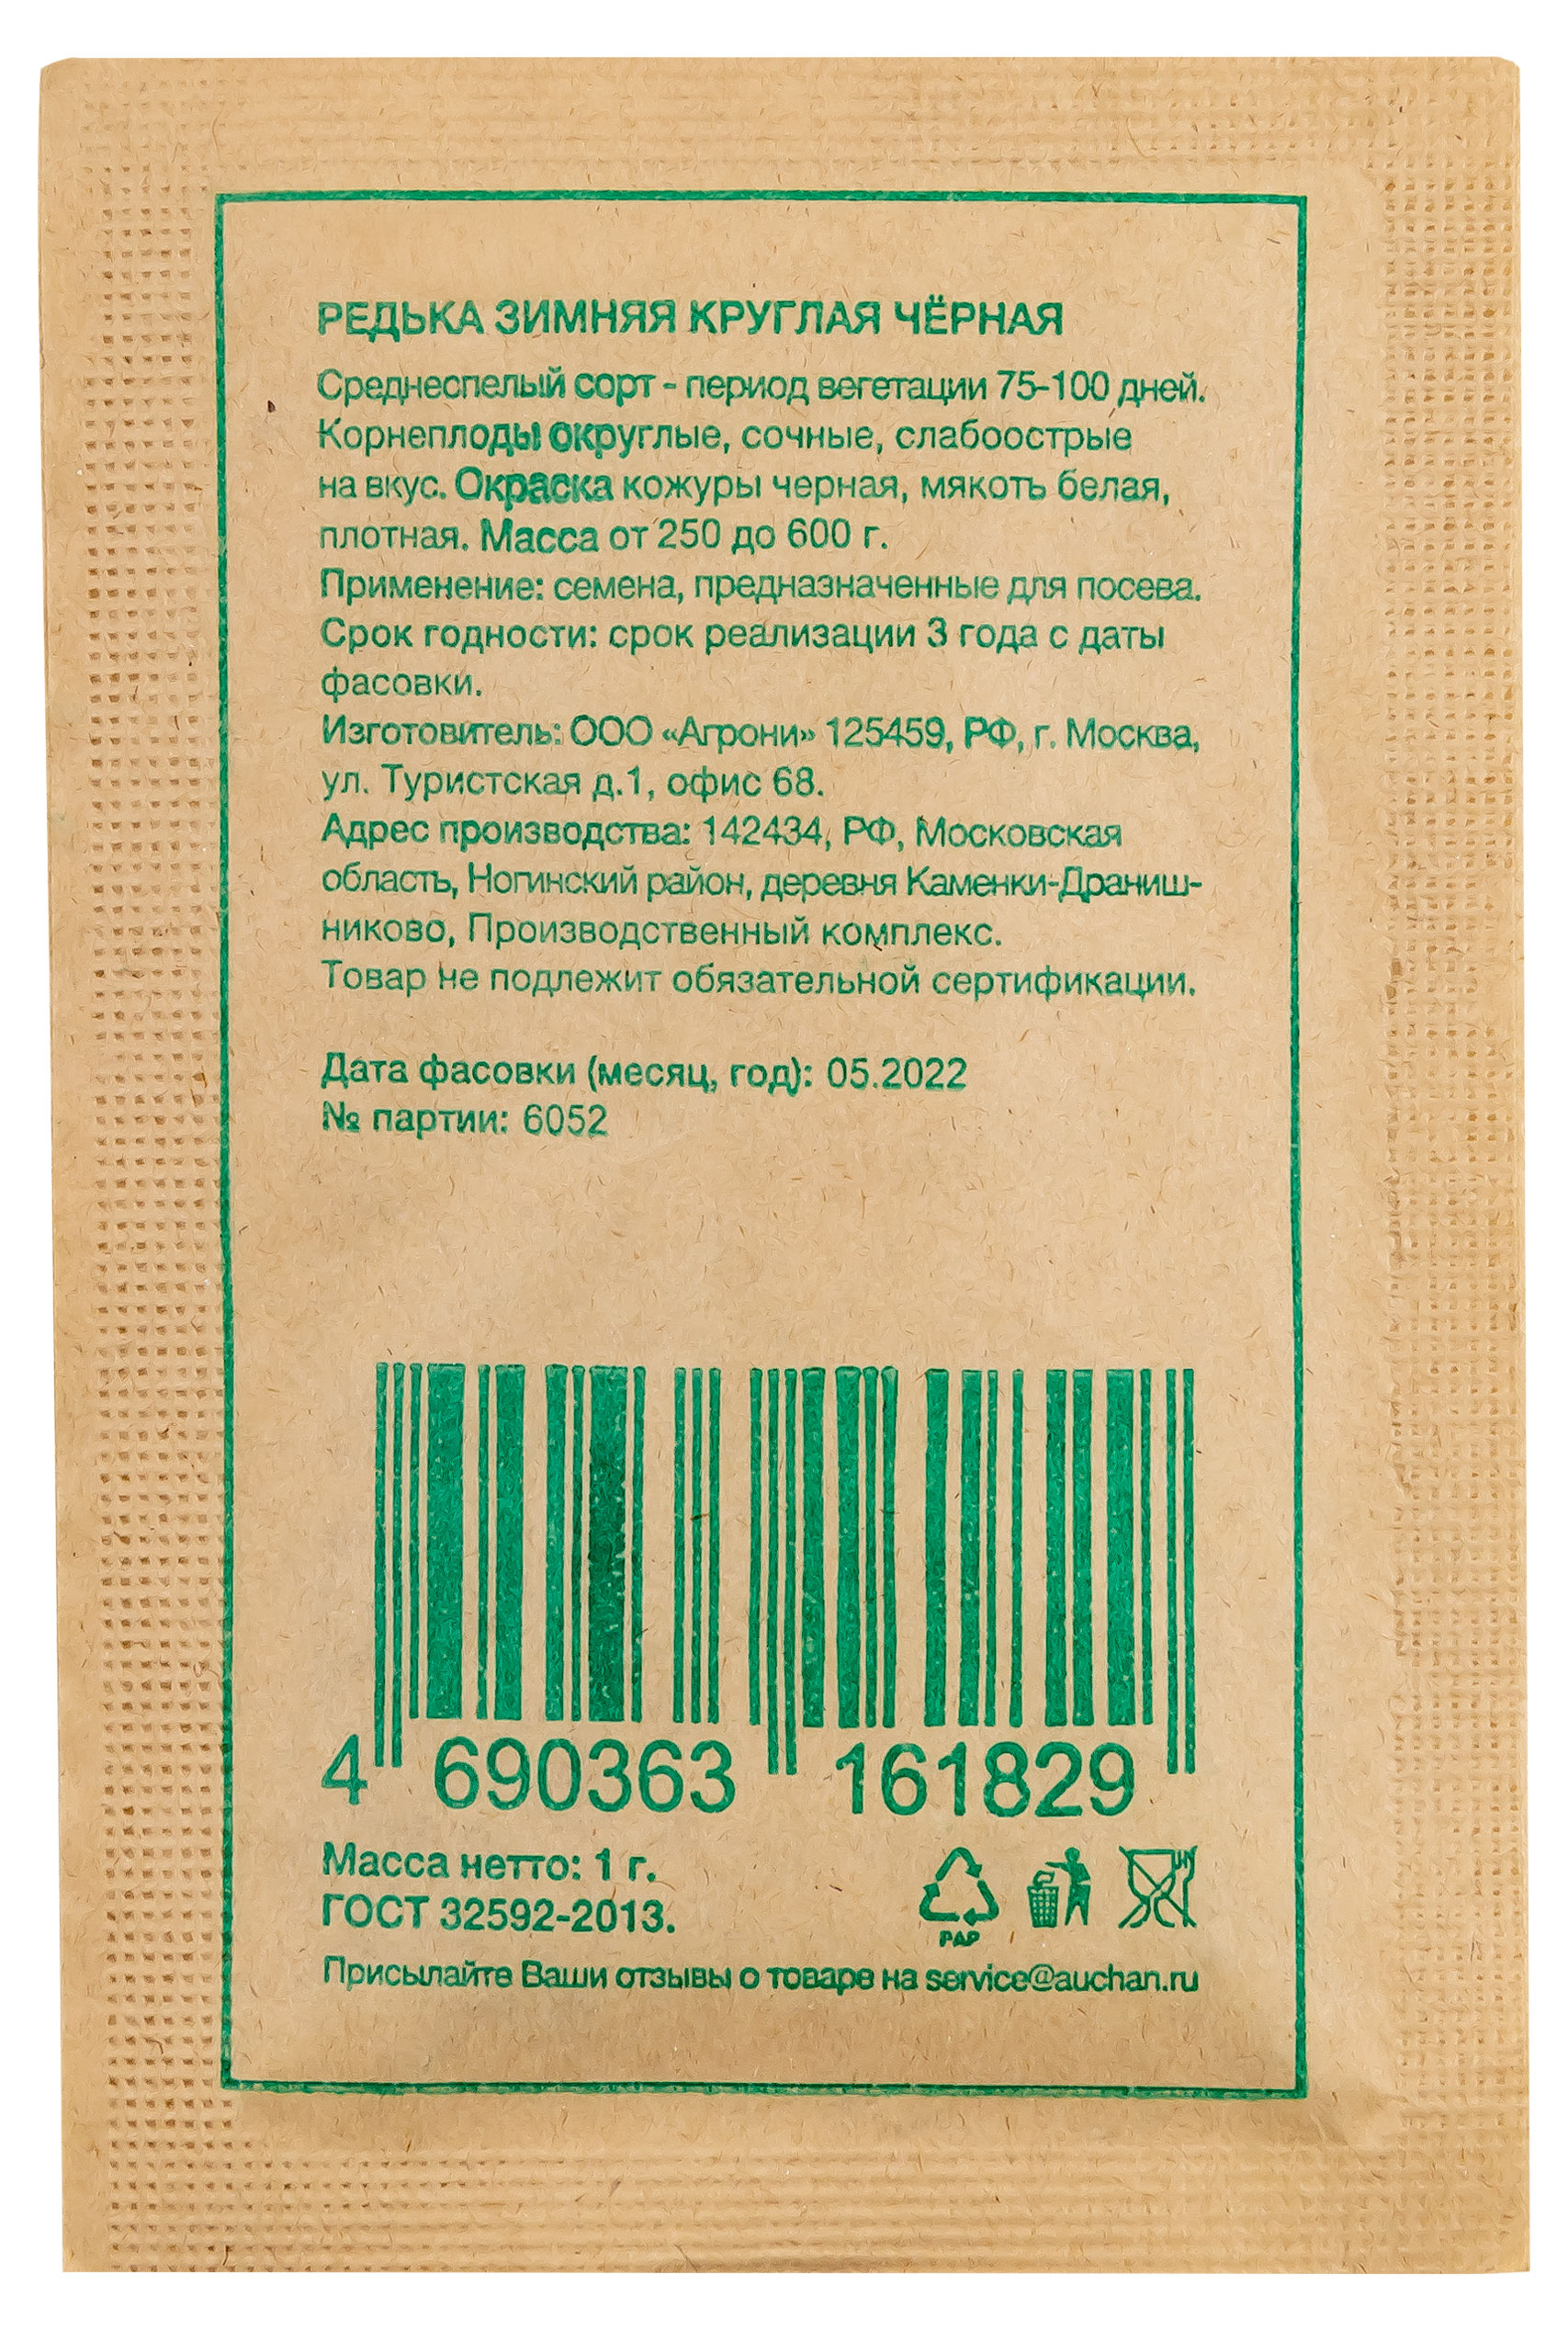 РЕДЬКА ЗИМНЯЯ КРУГЛАЯ ЧЁРНАЯ
Среднеспелый сорт - период вегетации 75-100 дней.
Корнеплоды округлые, сочные, слабоострые
на вкус. Окраска кожуры черная, мякоть белая,
плотная. Масса от 250 до 600 г.
Применение: семена, предназначенные для посева.
Срок годности: срок реализации 3 года с даты
фасовки.
Изготовитель: ООО «Агрони» 125459, РФ, г. Москва,
ул. Туристская д.1, офис 68.
Адрес производства: 142434, РФ, Московская
область, Ногинский район, деревня Каменки-Драниш-
никово, Производственный комплекс.
Товар не подлежит обязательной сертификации.
Дата фасовки (месяц, год): 05.2022
№ партии: 6052
4 690363 161829
Масса нетто: 1 г.
ГОСТ 32592-2013.
PAP
Присылайте Ваши отзывы о товаре на service@auchan.ru